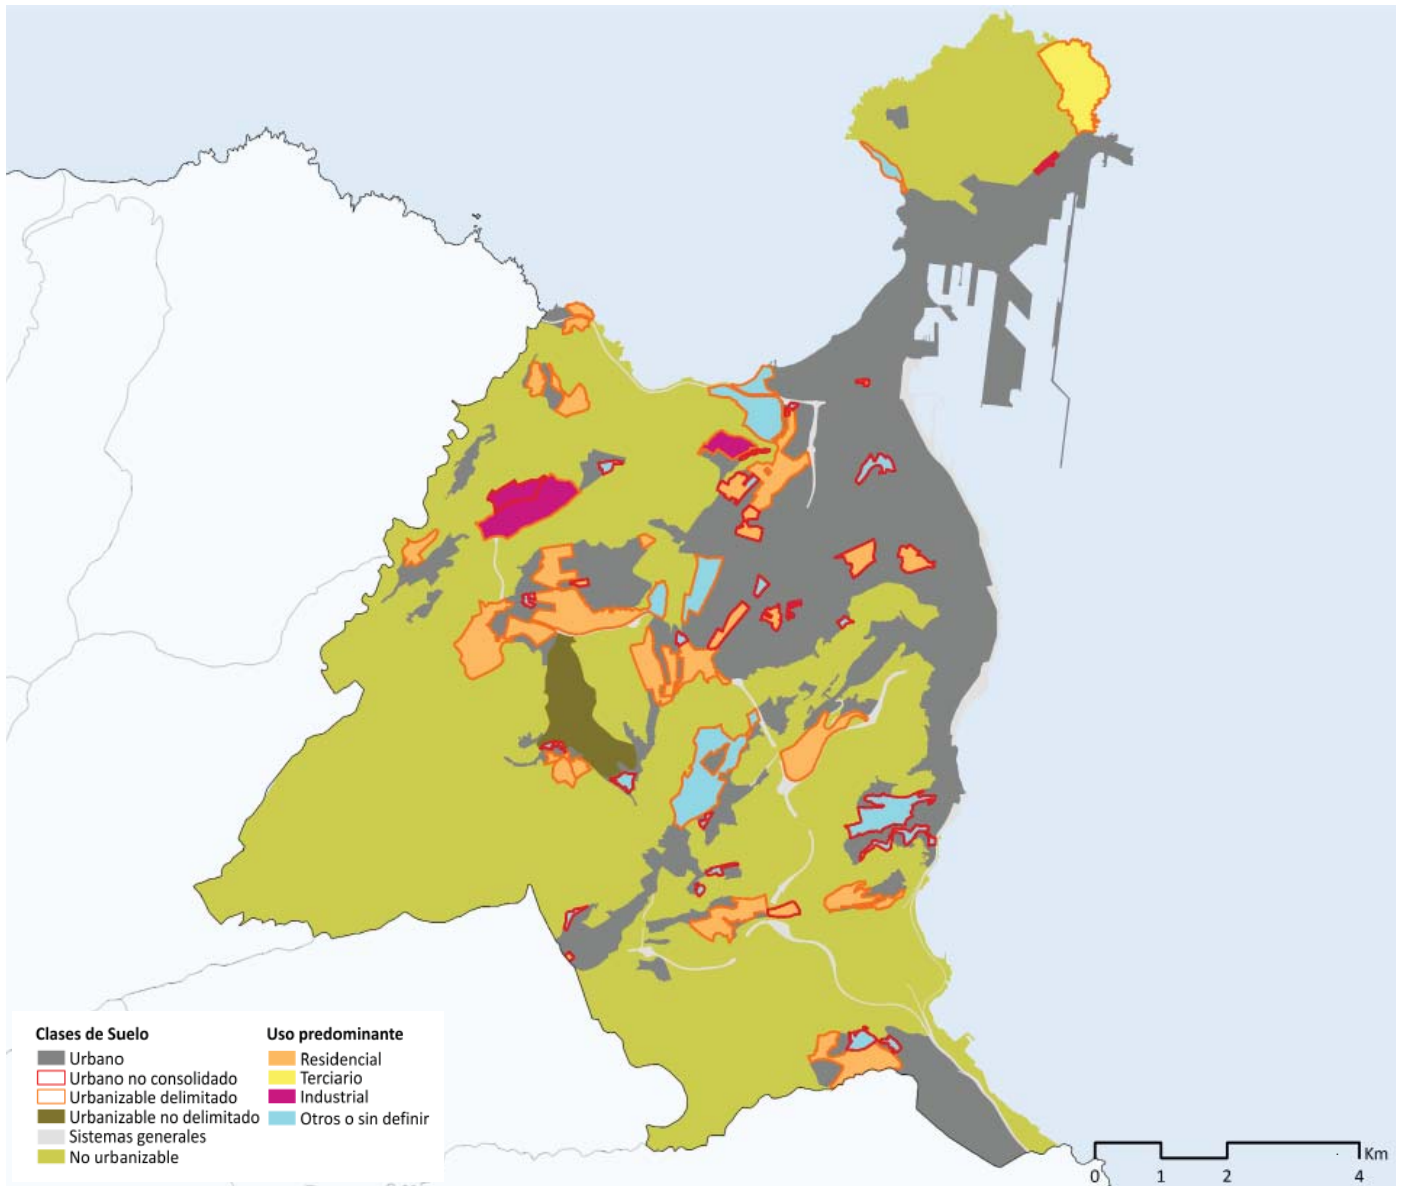 Clases de Suelo
Urbano
Urbano no consolidado
Urbanizable delimitado
Urbanizable no delimitado
Sistemas generales
No urbanizable
Uso predominante
Residencial
Terciario
Industrial
Otros o sin definir
Km
0 1 2 4